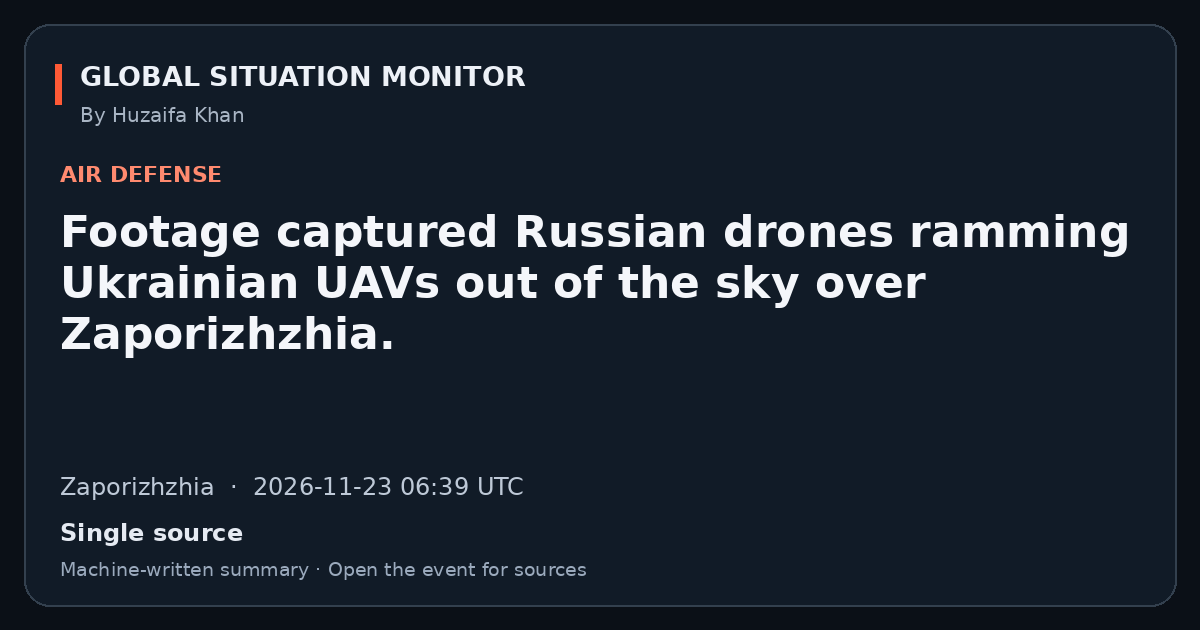 GLOBAL SITUATION MONITOR
By Huzaifa Khan
AIR DEFENSE
Footage captured Russian drones ramming
Ukrainian UAVs out of the sky over
Zaporizhzhia.
Zaporizhzhia · 2026-11-23 06:39 UTC
Single source
Machine-written summary · Open the event for sources